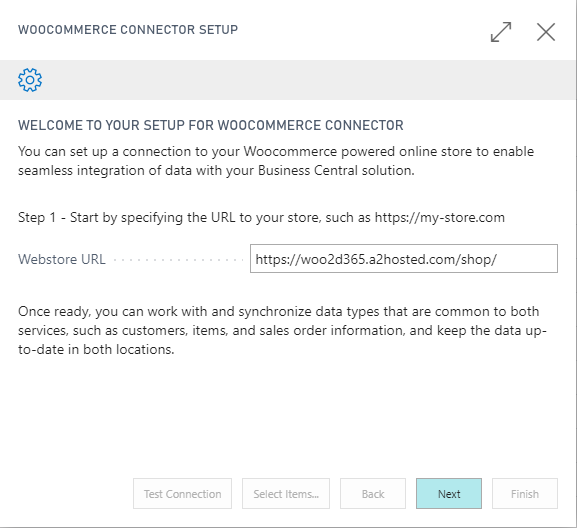 WOOCOMMERCE CONNECTOR SETUP
WELCOME TO YOUR SETUP FOR WOOCOMMERCE CONNECTOR
You can set up a connection to your Woocommerce powered online store to enable
seamless integration of data with your Business Central solution.
Step 1 - Start by specifying the URL to your store, such as https://my-store.com
Webstore URL https://woo2d365.a2hosted.com/shop/
Once ready, you can work with and synchronize data types that are common to both
services, such as customers, items, and sales order information, and keep the data up-
to-date in both locations.
Test Connection Select Items... Back Next Finish